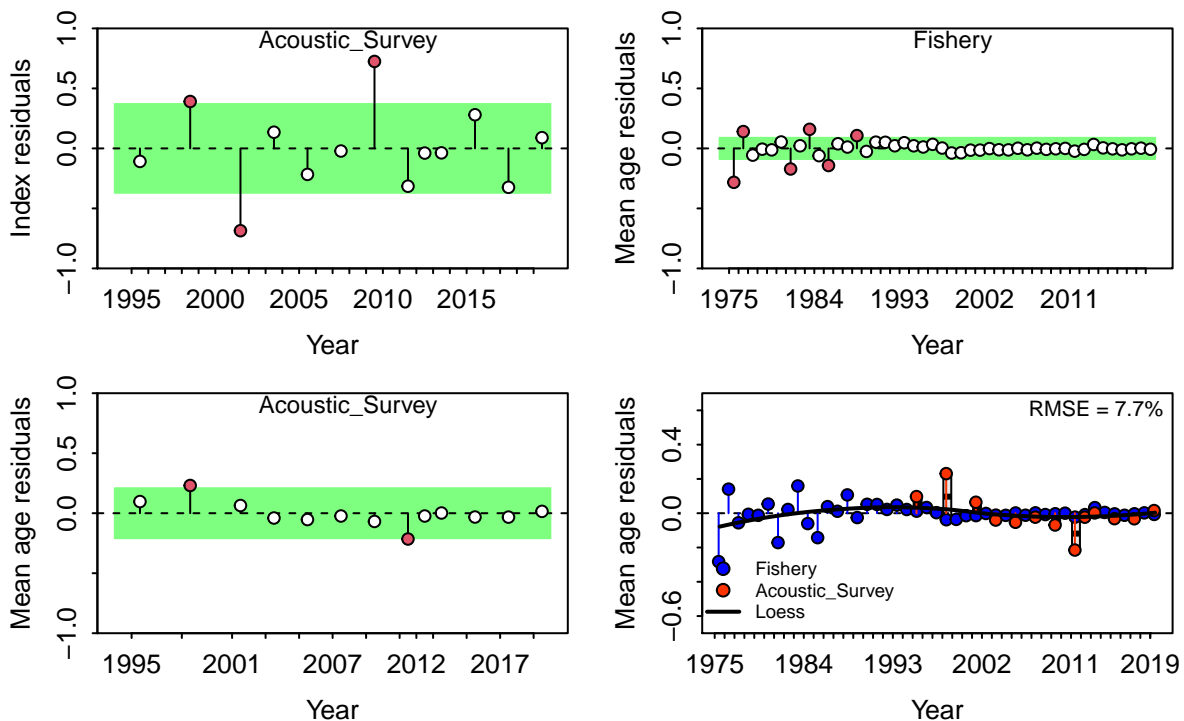 Acoustic_Survey
Index residuals
1.0
0.5
0.0
−1.0
1995 2000 2005 2010 2015
Year
Fishery
Mean age residuals
1.0
0.5
0.0
−1.0
1975 1984 1993 2002 2011
Year
Acoustic_Survey
Mean age residuals
1.0
0.5
0.0
−1.0
1995 2001 2007 2012 2017
Year
RMSE = 7.7%
Mean age residuals
0.4
0.0
−0.6
Fishery
Acoustic_Survey
Loess
1975 1984 1993 2002 2011 2019
Year